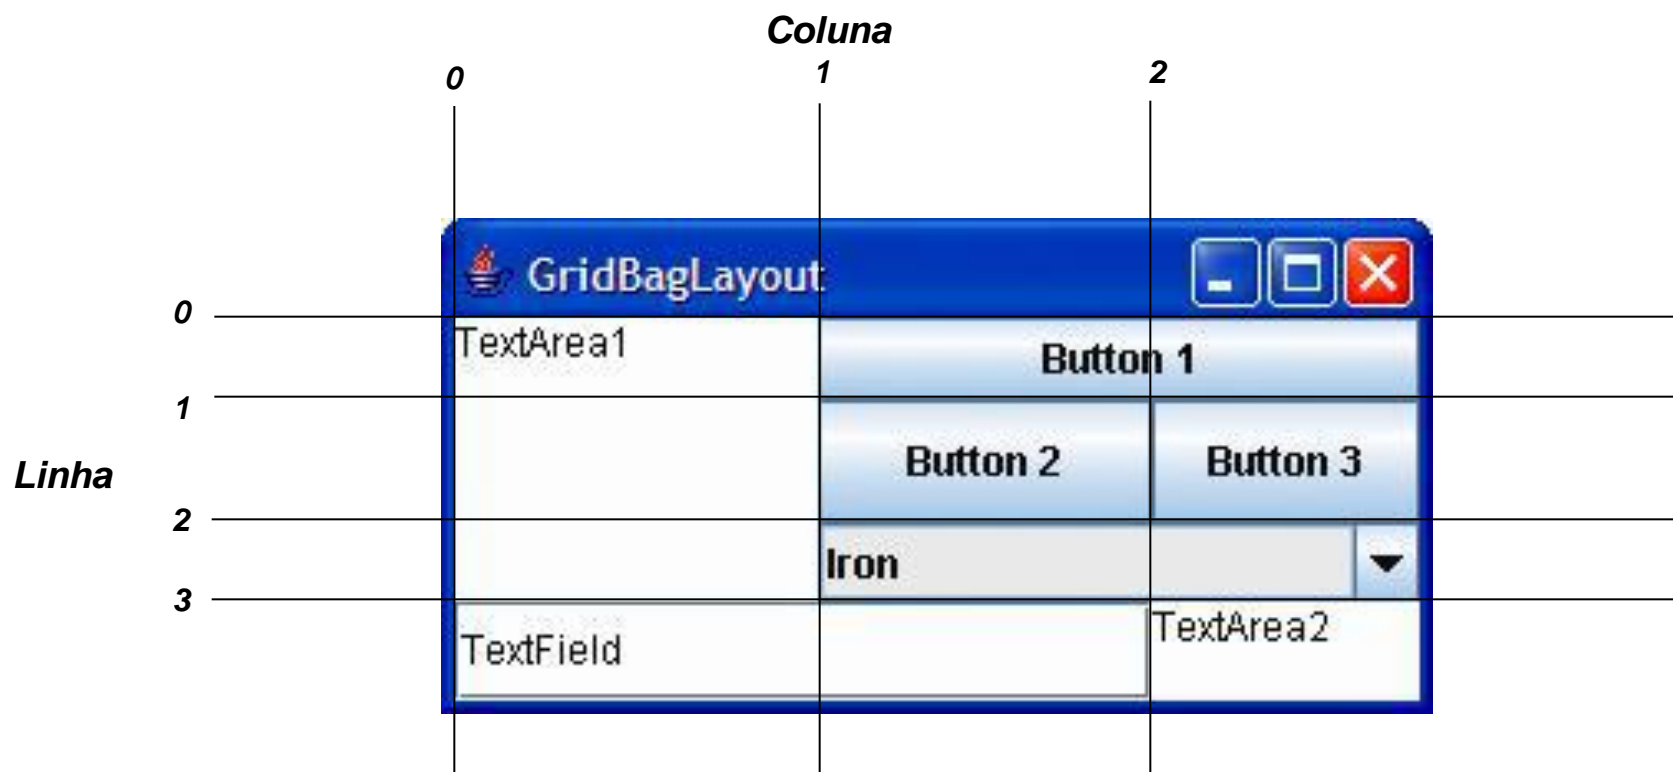 Coluna
0 1 2
GridBagLayout
0
TextArea1 Button 1
1
Linha
Button 2 Button 3
2
Iron
3
TextField TextArea2